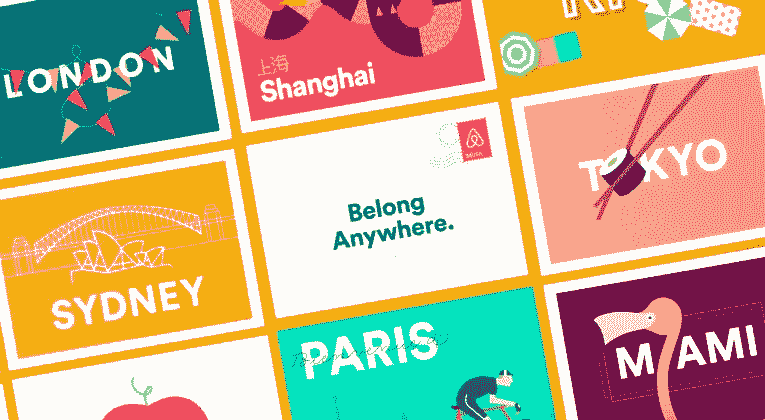 LONDON
上海
Shanghai
Belong
Anywhere.
TOKYO
SYDNEY
PARIS
MIAMI